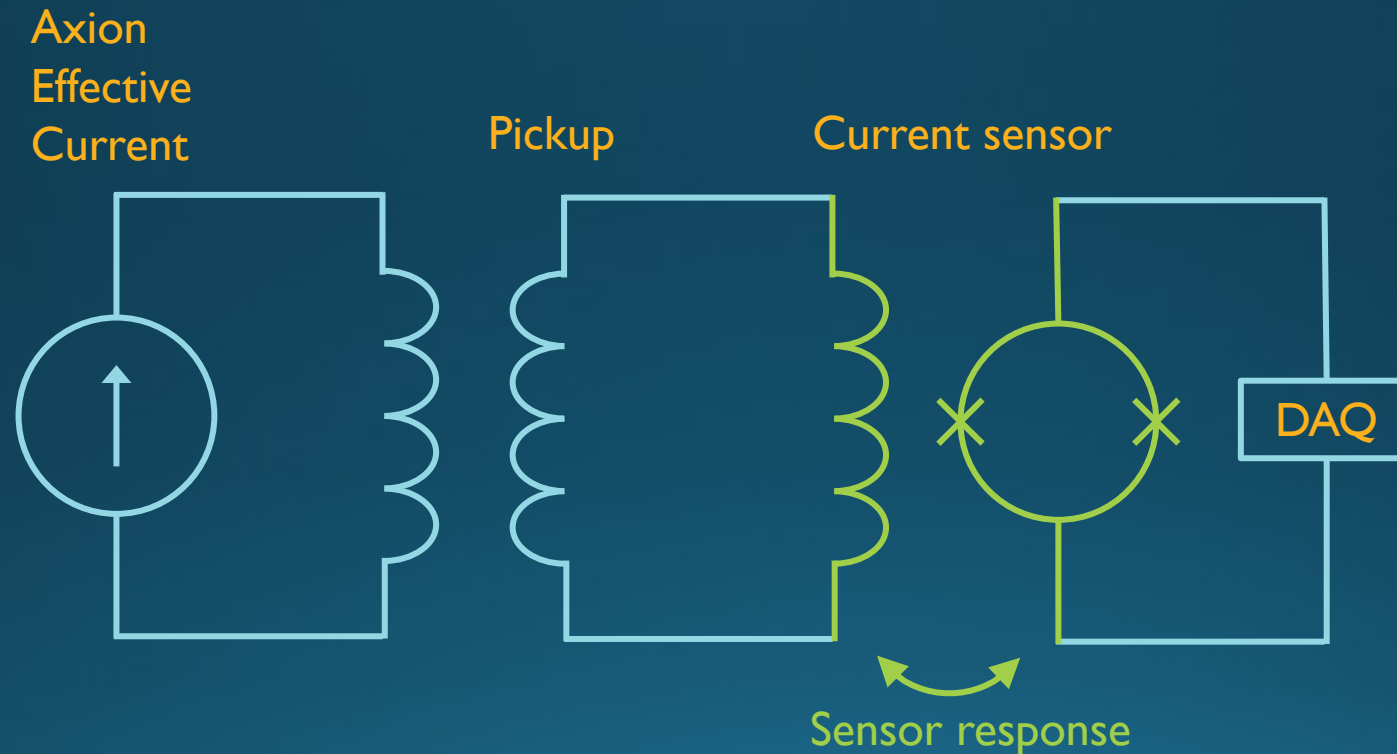 Axion
Effective
Current
Pickup
Current sensor
DAQ
Sensor response